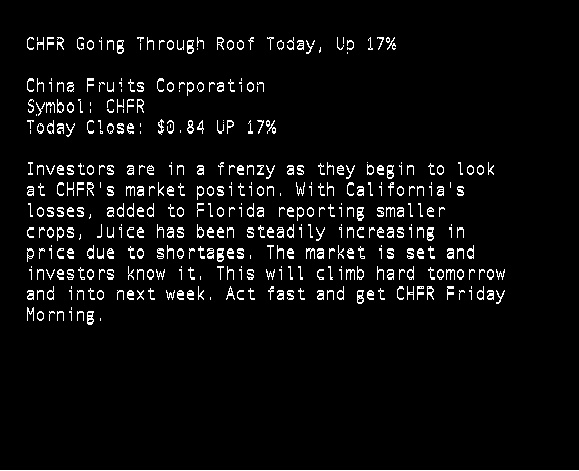 CHFR Going Through Roof Today, Up 17%
China Fruits Corporation
Symbol: CHFR
Today Close: $0.84 UP 17%
Investors are in a frenzy as they begin to look
at CHFR's market position. With California's
losses, added to Florida reporting smaller
crops, Juice has been steadily increasing in
price due to shortages. The market is set and
investors know it. This will climb hard tomorrow
and into next week. Act fast and get CHFR Friday
Morning.